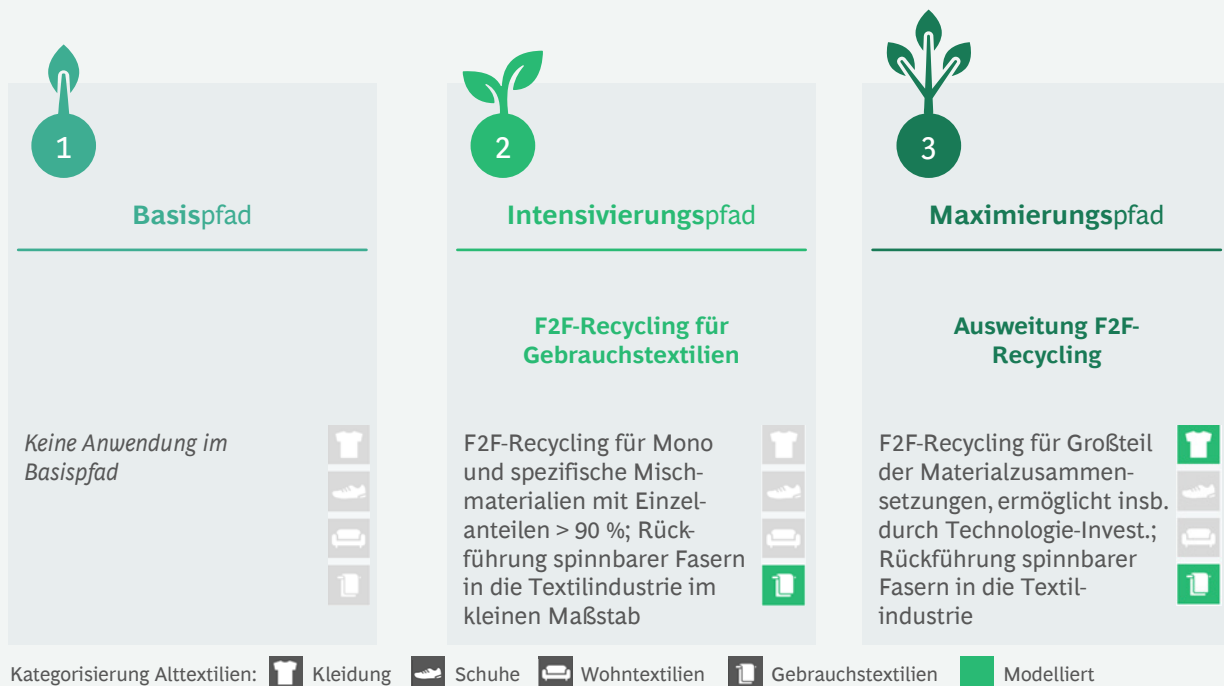 1
Basispfad
Keine Anwendung im
Basispfad
2
Intensivierungspfad
F2F-Recycling für
Gebrauchstextilien
F2F-Recycling für Mono
und spezifische Misch-
materialien mit Einzel-
anteilen > 90 %; Rück-
führung spinnbarer Fasern
in die Textilindustrie im
kleinen Maßstab
3
Maximierungspfad
Ausweitung F2F-
Recycling
F2F-Recycling für Großteil
der Materialzusammen-
setzungen, ermöglicht insb.
durch Technologie-Invest.;
Rückführung spinnbarer
Fasern in die Textil-
industrie
Kategorisierung Alttextilien: Kleidung Schuhe Wohntextilien Gebrauchstextilien Modelliert